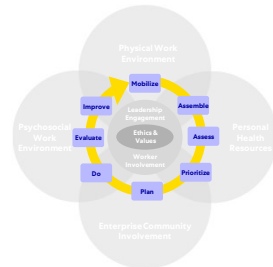 Physical Work
Environment
Mobilize
Improve
Assemble
Leadership
Engagement
Psychosocial
Work
Environment
Evaluate
Ethics &
Values
Assess
Personal
Health
Resources
Worker
Involvement
Do
Prioritize
Plan
Enterprise Community
Involvement